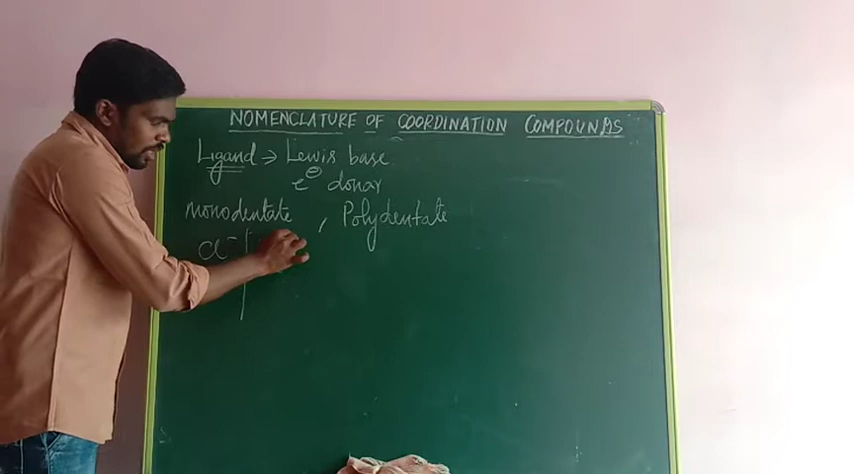 NOMENCLATURE OF COORDINATION COMPOUNDS
Ligand → Lewis base
e⊖ donar
monodentate , Polydentate
Cl⁻